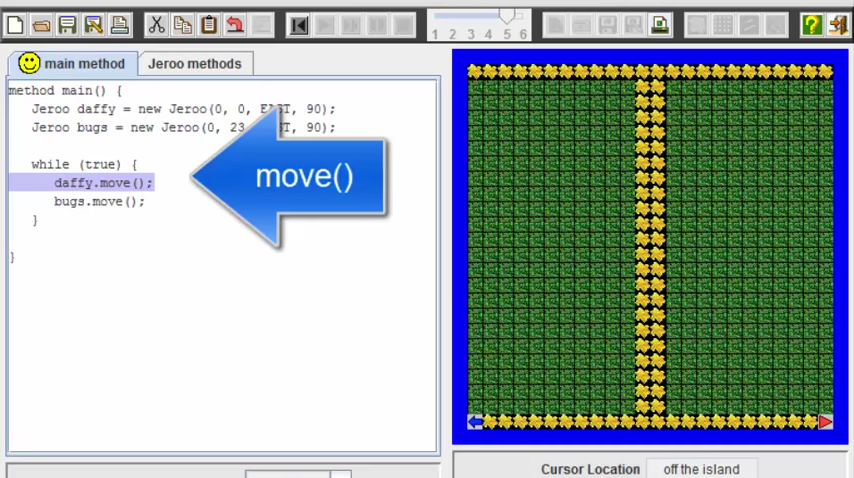 1 2 3 4 5 6
main method
Jeroo methods
method main() {
Jeroo daffy = new Jeroo(0, 0, EAST, 90);
Jeroo bugs = new Jeroo(0, 23, ST, 90);
while (true) {
daffy.move();
bugs.move();
}
}
move()
Cursor Location off the island